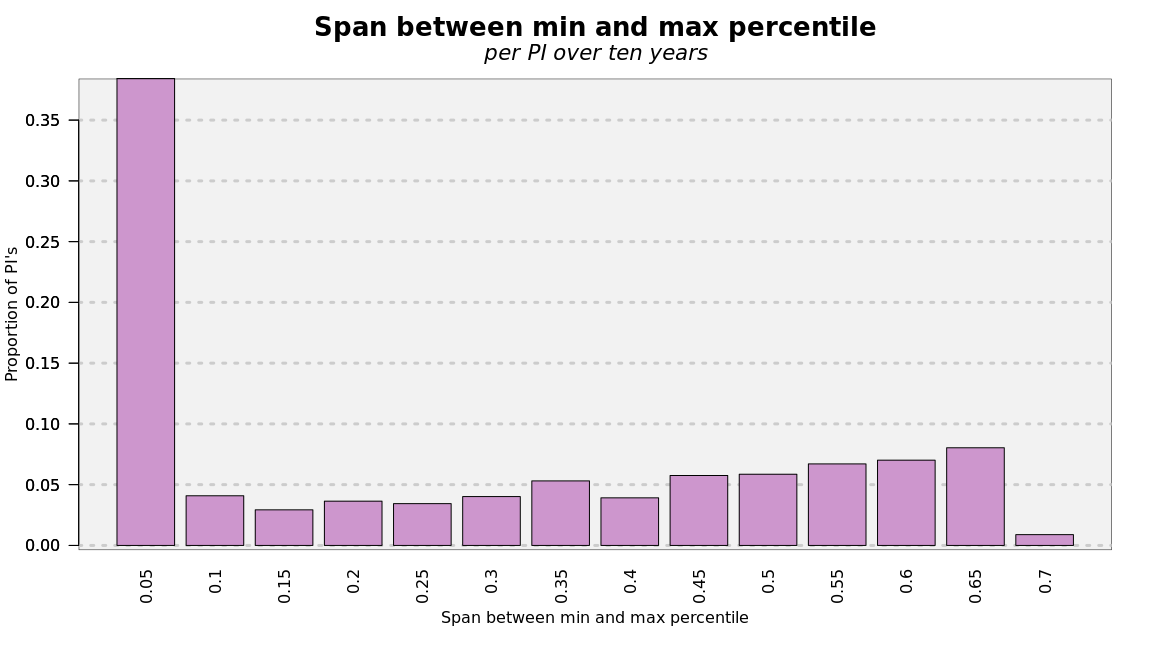 Span between min and max percentile
per PI over ten years
Proportion of PI's
0.35
0.30
0.25
0.20
0.15
0.10
0.05
0.00
0.05 0.1 0.15 0.2 0.25 0.3 0.35 0.4 0.45 0.5 0.55 0.6 0.65 0.7
Span between min and max percentile